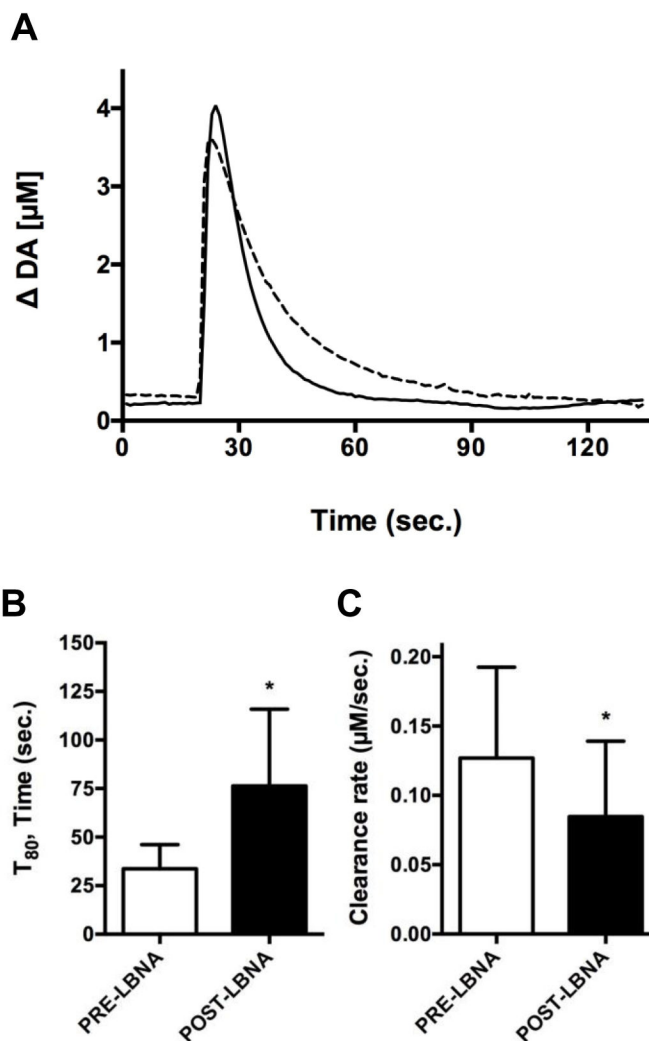 A
Δ DA [µM]
4
3
2
1
0
0 30 60 90 120
Time (sec.)
B
T80, Time (sec.)
150
125
100
75
50
25
0
*
PRE-LBNA
POST-LBNA
C
Clearance rate (µM/sec.)
0.20
0.15
0.10
0.05
0.00
*
PRE-LBNA
POST-LBNA